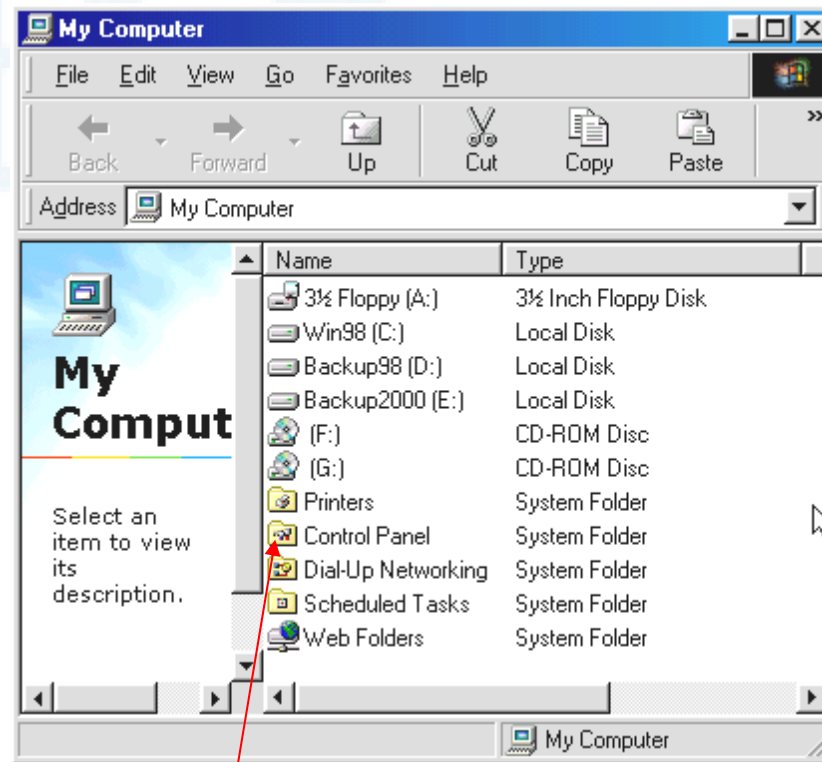 My Computer
File Edit View Go Favorites Help
Back Forward Up Cut Copy Paste »
Address My Computer
Name Type
3½ Floppy (A:) 3½ Inch Floppy Disk
Win98 (C:) Local Disk
Backup98 (D:) Local Disk
Backup2000 (E:) Local Disk
(F:) CD-ROM Disc
(G:) CD-ROM Disc
Printers System Folder
Control Panel System Folder
Dial-Up Networking System Folder
Scheduled Tasks System Folder
Web Folders System Folder
My
Comput
Select an
item to view
its
description.
My Computer